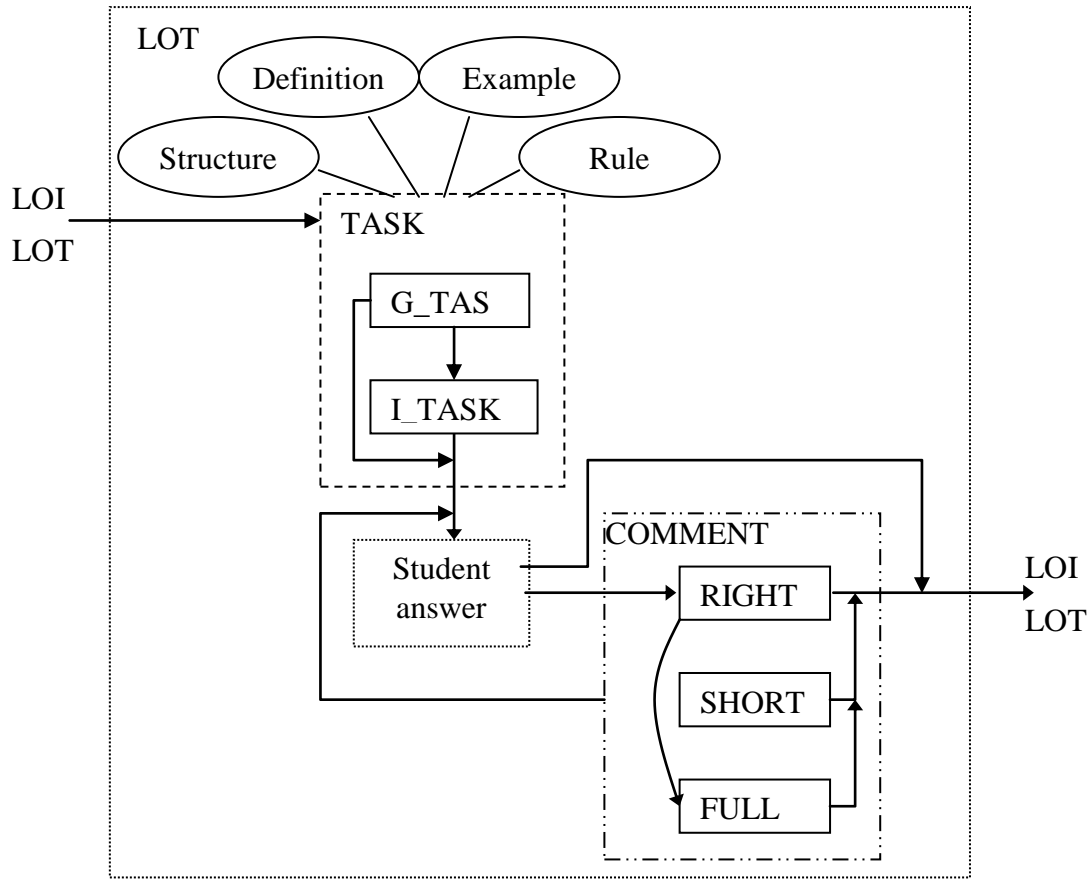 LOT
Definition
Example
Structure
Rule
LOI
LOT
TASK
G_TAS
I_TASK
COMMENT
Student
answer
RIGHT
SHORT
FULL
LOI
LOT